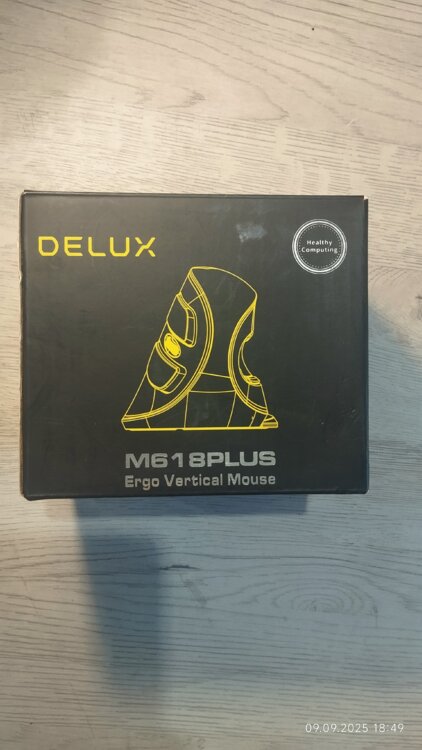 DELUX
Healthy
Computing
M618PLUS
Ergo Vertical Mouse
09.09.2025 18:49